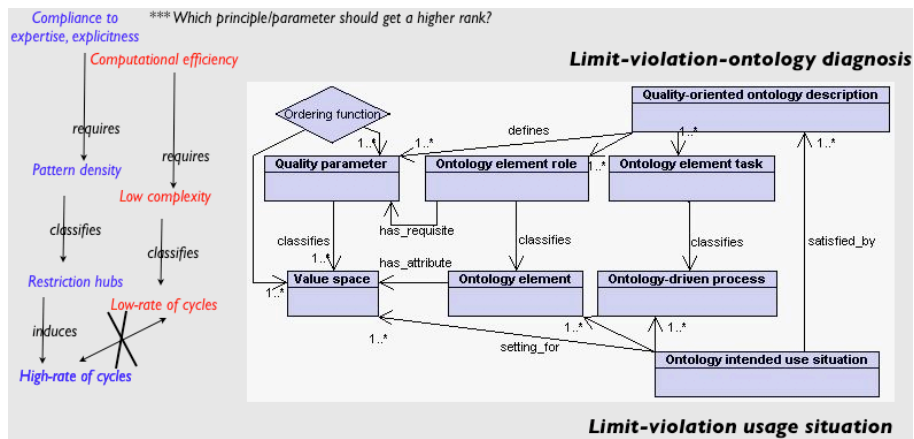 Compliance to
expertise, explicitness
*** Which principle/parameter should get a higher rank?
Computational efficiency
requires
requires
Pattern density
Low complexity
classifies
classifies
Restriction hubs
Low-rate of cycles
induces
High-rate of cycles
Limit-violation-ontology diagnosis
Quality-oriented ontology description
Ordering function
defines
1..*
1..*
1..*
1..*
1..*
Quality parameter
Ontology element role
Ontology element task
has_requisite
classifies
classifies
classifies
satisfied_by
has_attribute
1..*
Value space
Ontology element
Ontology-driven process
1..*
1..*
1..*
1..*
setting_for
Ontology intended use situation
Limit-violation usage situation